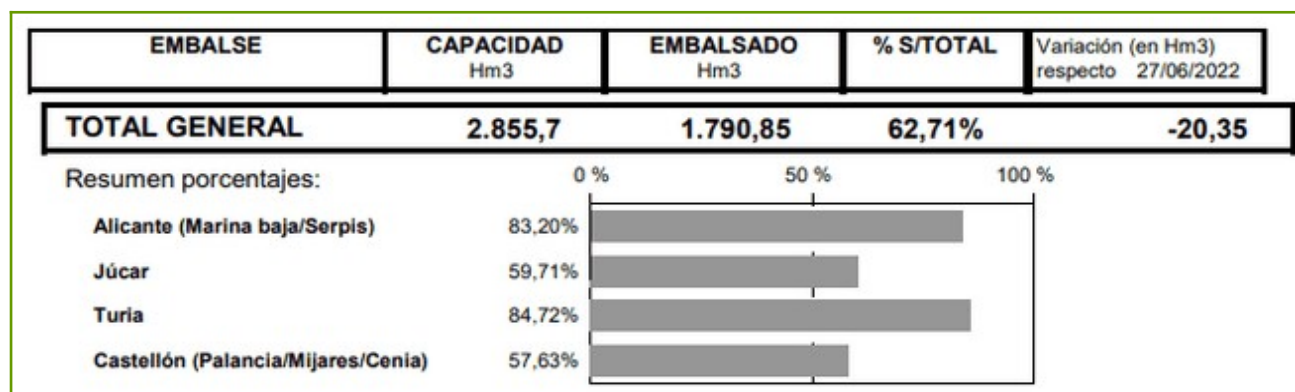 EMBALSE CAPACIDAD EMBALSADO % S/TOTAL Variación (en Hm3)
Hm3 Hm3 respecto 27/06/2022
TOTAL GENERAL 2.855,7 1.790,85 62,71% -20,35
Resumen porcentajes: 0 % 50 % 100 %
Alicante (Marina baja/Serpis) 83,20%
Júcar 59,71%
Turia 84,72%
Castellón (Palancia/Mijares/Cenia) 57,63%